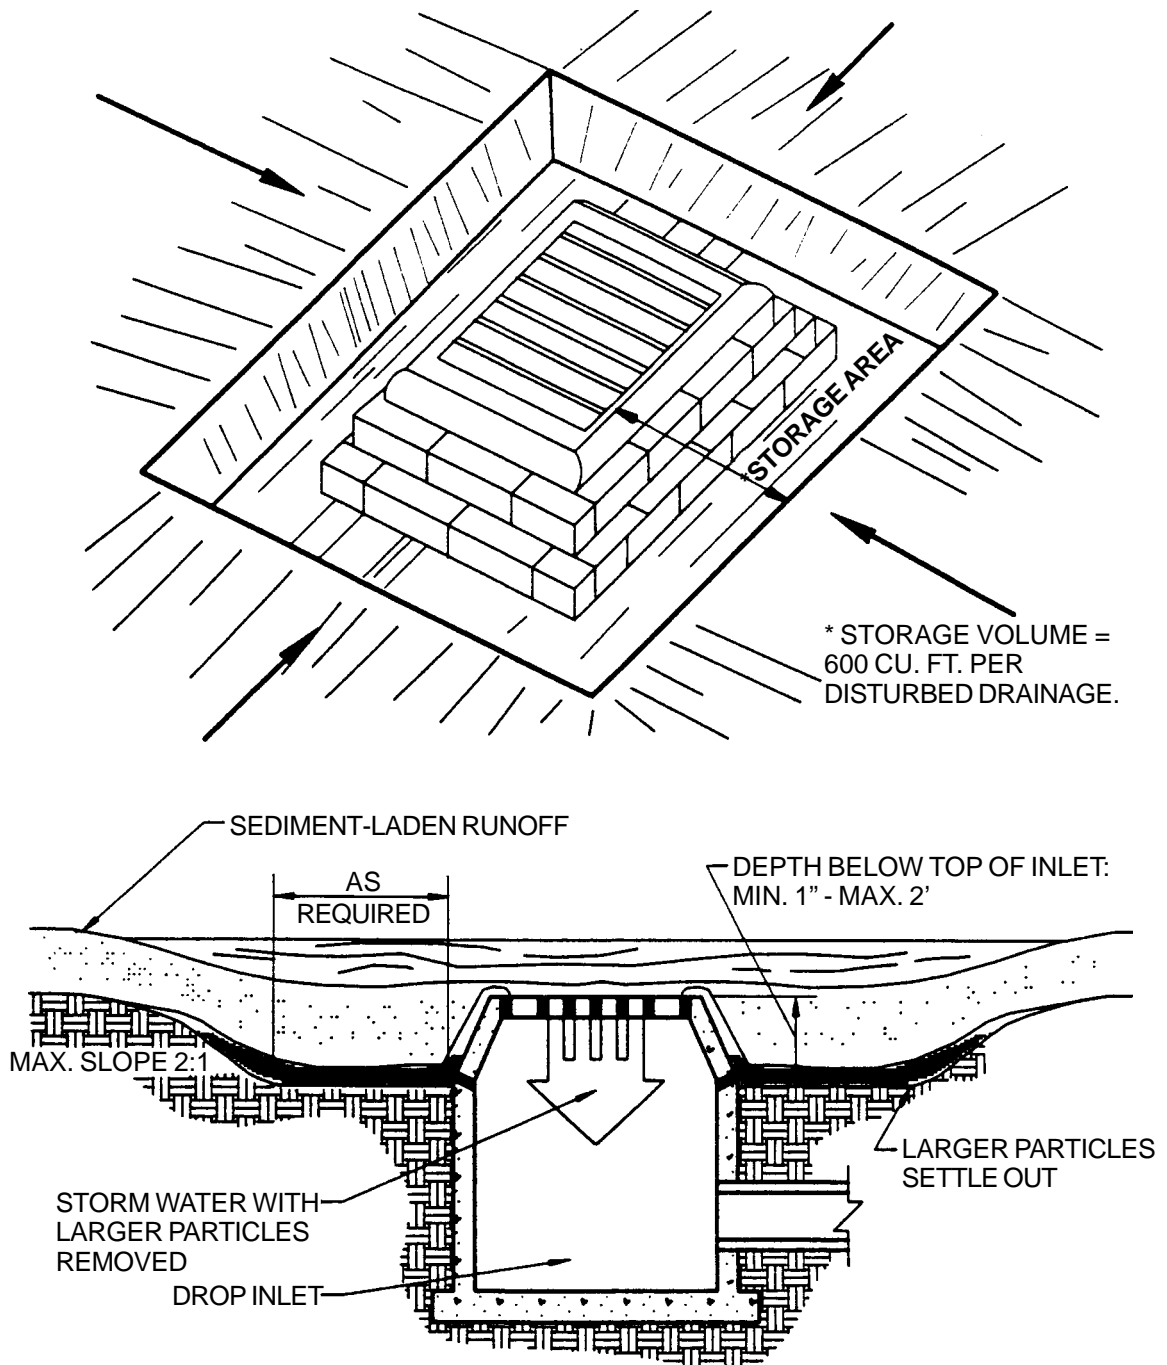 *STORAGE AREA
* STORAGE VOLUME =
600 CU. FT. PER
DISTURBED DRAINAGE.
SEDIMENT-LADEN RUNOFF
AS
REQUIRED
DEPTH BELOW TOP OF INLET:
MIN. 1” - MAX. 2’
MAX. SLOPE 2:1
LARGER PARTICLES
SETTLE OUT
STORM WATER WITH
LARGER PARTICLES
REMOVED
DROP INLET